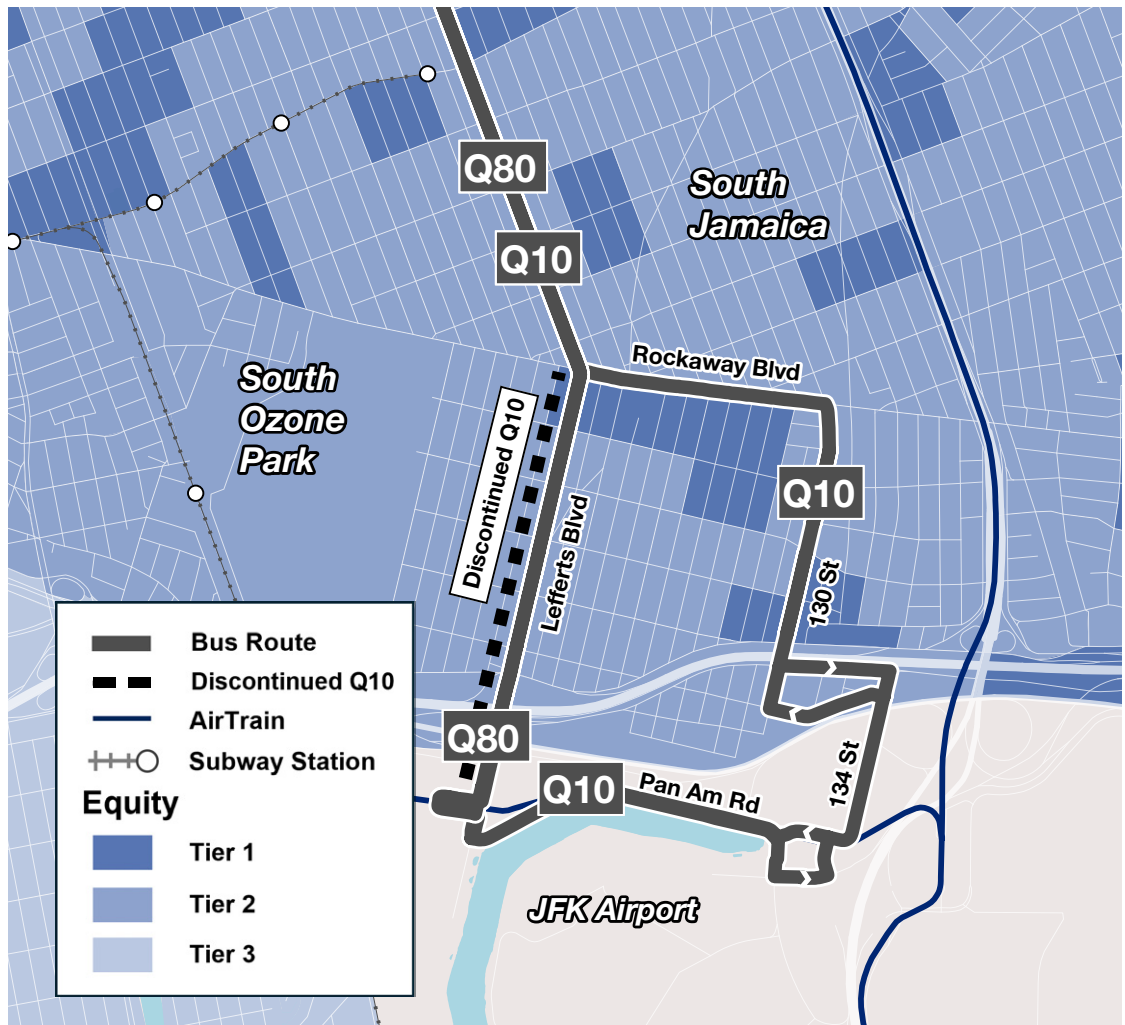 Q80
South
Jamaica
Q10
Rockaway Blvd
South
Ozone
Park
Discontinued Q10
Q10
Lefferts Blvd
130 St
Bus Route
Discontinued Q10
AirTrain
Subway Station
Equity
Tier 1
Tier 2
Tier 3
Q80
Q10
Pan Am Rd
134 St
JFK Airport